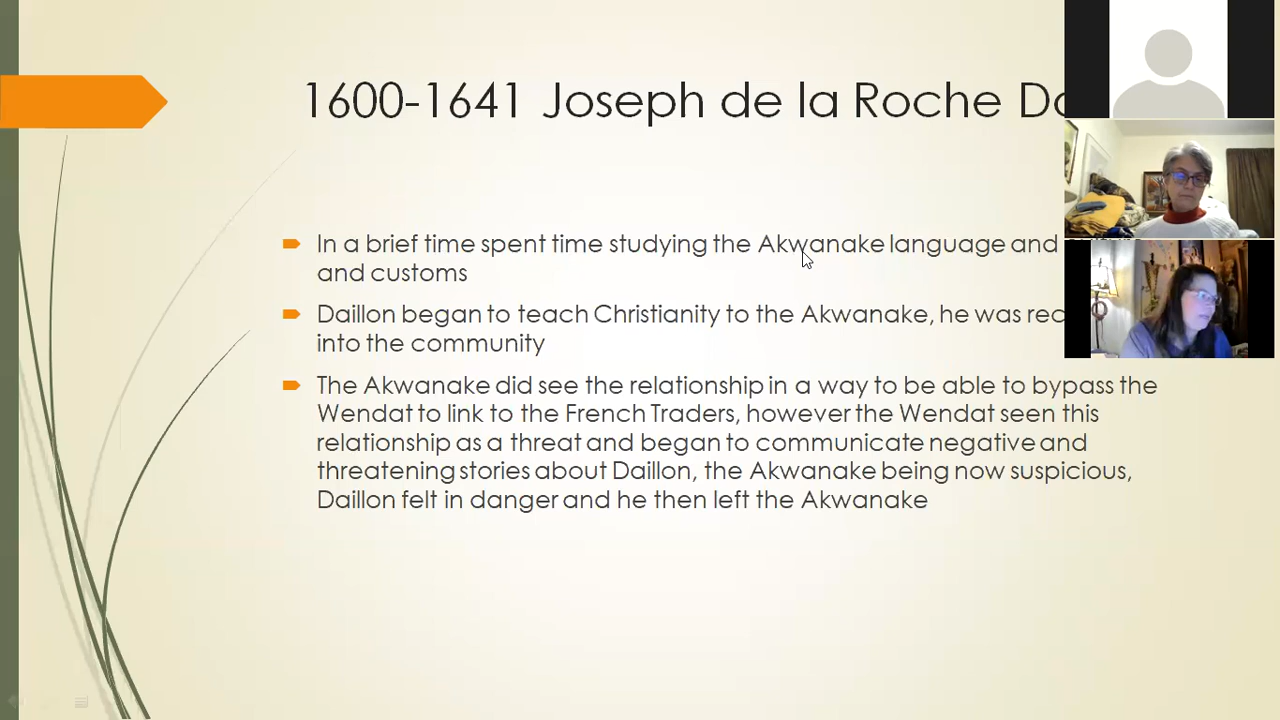 1600-1641 Joseph de la Roche
In a brief time spent time studying the Akwanake language and
and customs
Daillon began to teach Christianity to the Akwanake, he was
into the community
The Akwanake did see the relationship in a way to be able to bypass the
Wendat to link to the French Traders, however the Wendat seen this
relationship as a threat and began to communicate negative and
threatening stories about Daillon, the Akwanake being now suspicious,
Daillon felt in danger and he then left the Akwanake